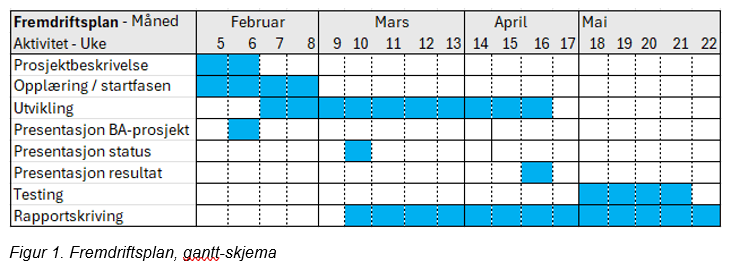 Fremdriftsplan - Måned Februar Mars April Mai
Aktivitet - Uke 5 6 7 8 9 10 11 12 13 14 15 16 17 18 19 20 21 22
Prosjektbeskrivelse
Opplæring / startfasen
Utvikling
Presentasjon BA-prosjekt
Presentasjon status
Presentasjon resultat
Testing
Rapportskriving
Figur 1. Fremdriftsplan, gantt-skjema